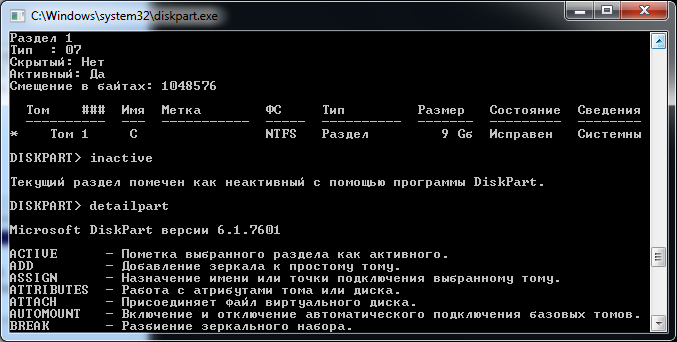 C:\Windows\system32\diskpart.exe
Раздел 1
Тип  : 07
Скрытый: Нет
Активный: Да
Смещение в байтах: 1048576
Том    ###  Имя  Метка        ФС     Тип         Размер   Состояние  Сведения
----------  ---  -----------  -----  ----------  -------  ---------  --------
*     Том 1     C                NTFS   Раздел         9 Gб  Исправен   Системны
DISKPART> inactive
Текущий раздел помечен как неактивный с помощью программы DiskPart.
DISKPART> detailpart
Microsoft DiskPart версии 6.1.7601
ACTIVE      - Пометка выбранного раздела как активного.
ADD         - Добавление зеркала к простому тому.
ASSIGN      - Назначение имени или точки подключения выбранному тому.
ATTRIBUTES  - Работа с атрибутами тома или диска.
ATTACH      - Присоединяет файл виртуального диска.
AUTOMOUNT   - Включение и отключение автоматического подключения базовых томов.
BREAK       - Разбиение зеркального набора.